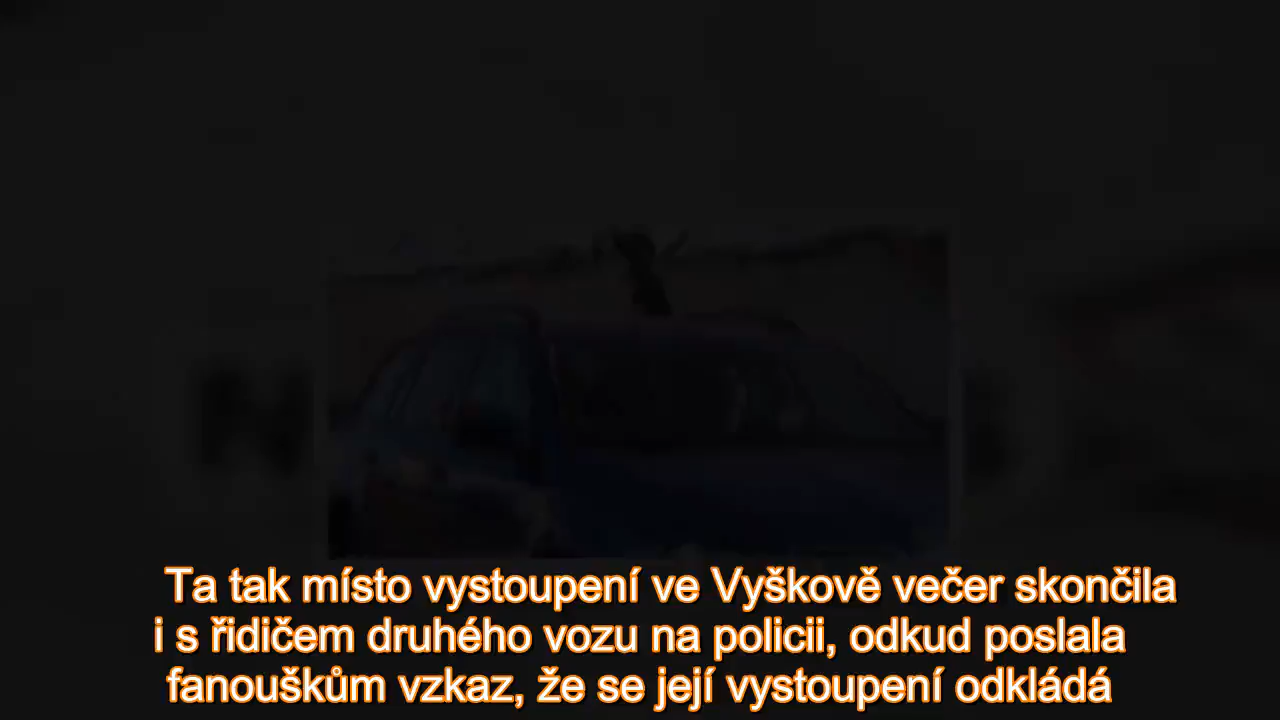 Ta tak místo vystoupení ve Vyškově večer skončila
i s řidičem druhého vozu na policii, odkud poslala
fanouškům vzkaz, že se její vystoupení odkládá